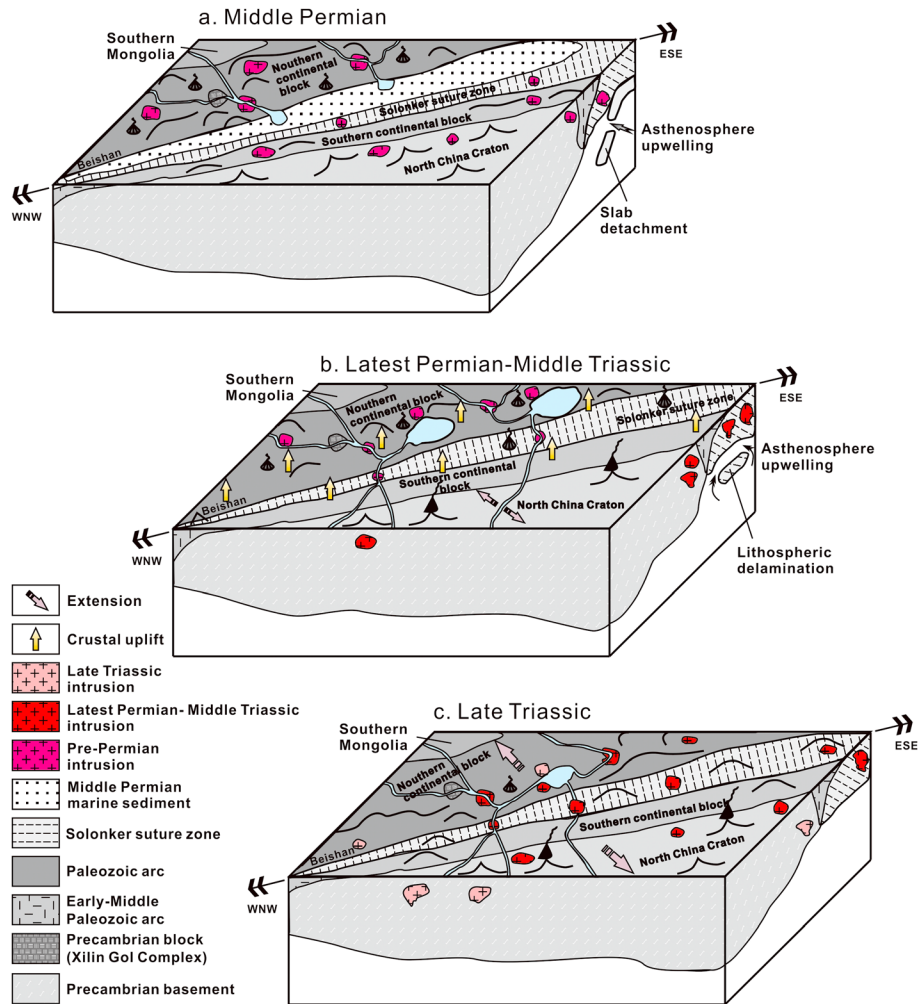 a. Middle Permian
Southern
Mongolia
ESE
Nouthern
continental
block
Solonker suture zone
Southern continental block
Asthenosphere
upwelling
Beishan
North China Craton
WNW
Slab
detachment
b. Latest Permian-Middle Triassic
Southern
Mongolia
ESE
Nouthern
continental block
Solonker suture zone
Asthenosphere
upwelling
Southern continental
block
Beishan
North China Craton
WNW
Lithospheric
delamination
Extension
Crustal uplift
Late Triassic
intrusion
Latest Permian- Middle Triassic
intrusion
Pre-Permian
intrusion
Middle Permian
marine sediment
Solonker suture zone
Paleozoic arc
Early-Middle
Paleozoic arc
Precambrian block
(Xilin Gol Complex)
Precambrian basement
c. Late Triassic
Southern
Mongolia
ESE
Nouthern
continental block
Southern continental block
Beishan
North China Craton
WNW